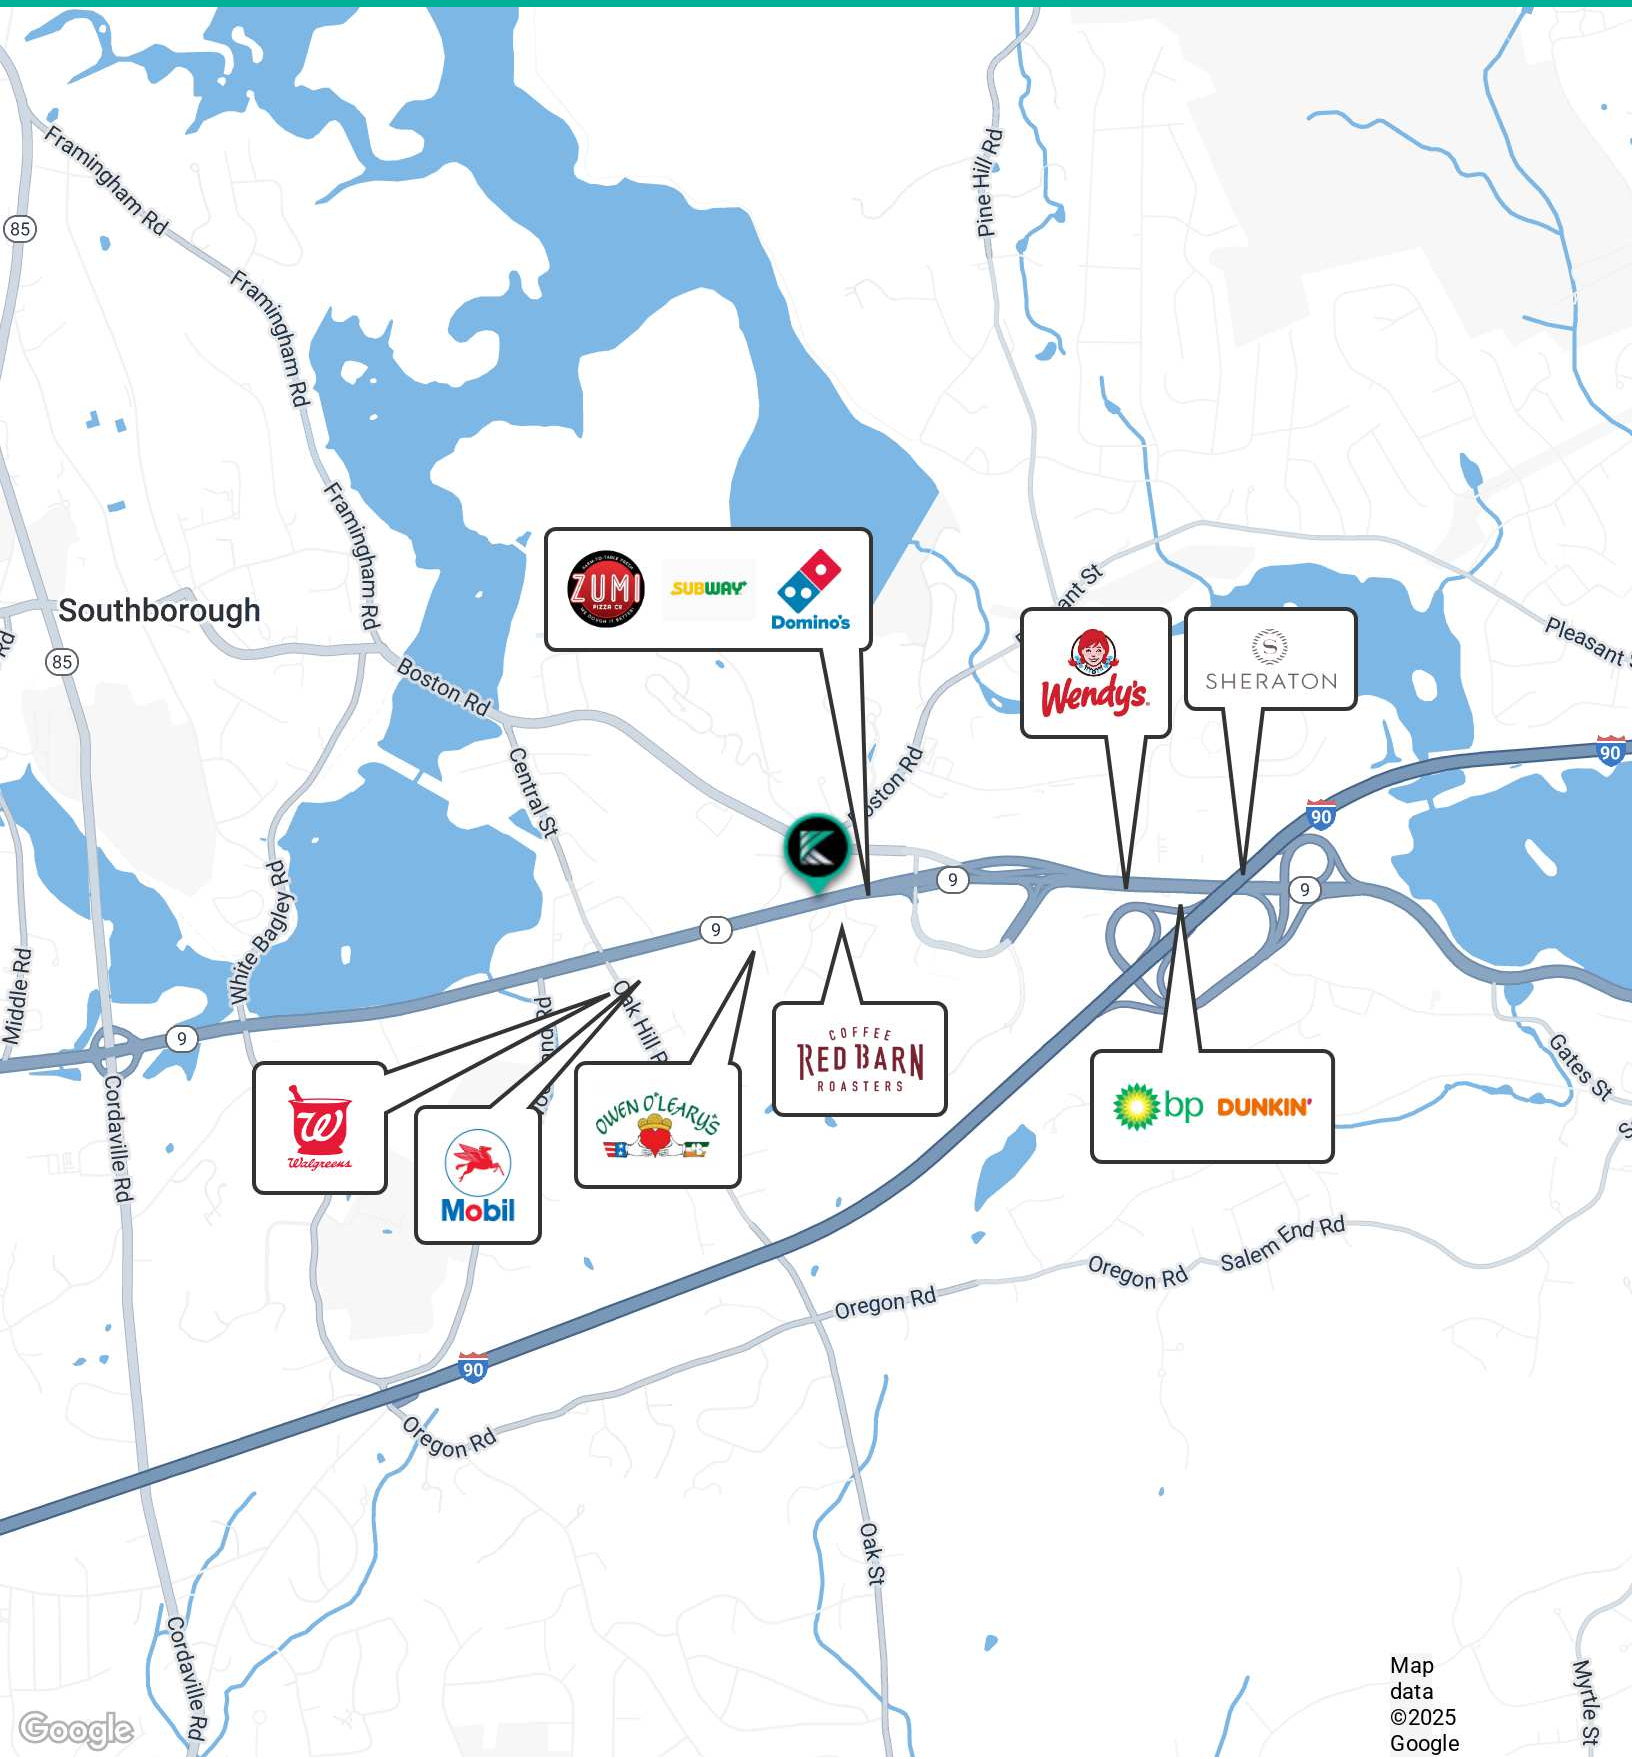 Framingham Rd
85
Pine Hill Rd
Framingham Rd
Framingham Rd
ZUMI
PIZZA CO
SUBWAY
Domino's
Southborough
85
Pleasant S
Boston Rd
Wendy's
S
SHERATON
90
Central St
oston Rd
90
White Bagley Rd
9
9
9
Middle Rd
Oak Hill R
9
COFFEE
RED BARN
ROASTERS
Gates St
Cordaville Rd
W
Walgreens
Mobil
OWEN O'LEARY'S
bp
DUNKIN'
Salem End Rd
Oregon Rd
Oregon Rd
90
Oregon Rd
Oak St
Cordaville Rd
Myrtle St
Map
data
©2025
Google
Google